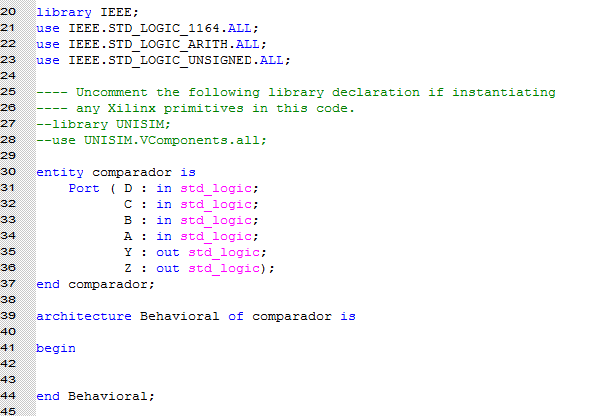 20 library IEEE;
21 use IEEE.STD_LOGIC_1164.ALL;
22 use IEEE.STD_LOGIC_ARITH.ALL;
23 use IEEE.STD_LOGIC_UNSIGNED.ALL;
24
25 ---- Uncomment the following library declaration if instantiating
26 ---- any Xilinx primitives in this code.
27 --library UNISIM;
28 --use UNISIM.VComponents.all;
29
30 entity comparador is
31     Port ( D : in std_logic;
32            C : in std_logic;
33            B : in std_logic;
34            A : in std_logic;
35            Y : out std_logic;
36            Z : out std_logic);
37 end comparador;
38
39 architecture Behavioral of comparador is
40
41 begin
42
43
44 end Behavioral;
45